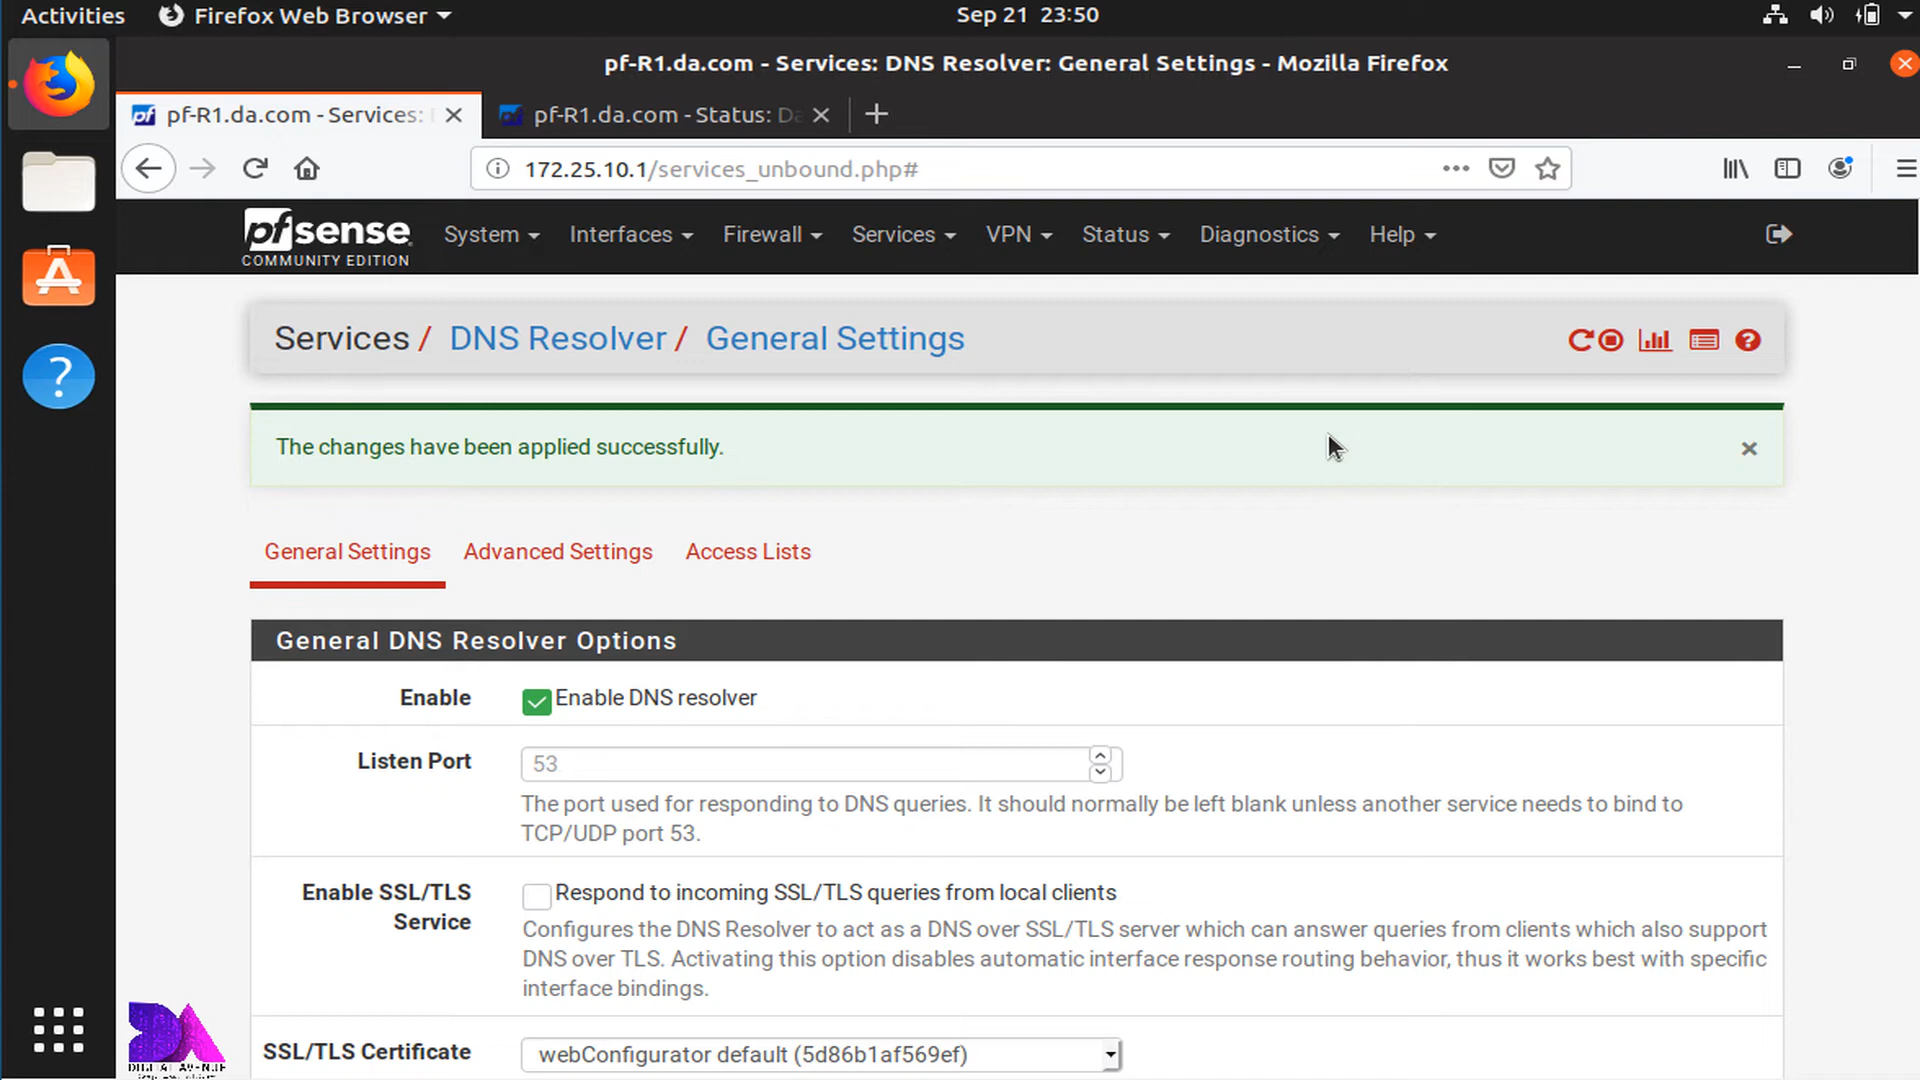 Activities
Firefox Web Browser
Sep 21 23:50
pf-R1.da.com - Services: DNS Resolver: General Settings - Mozilla Firefox
pf pf-R1.da.com - Services:
pf pf-R1.da.com - Status: Da
172.25.10.1/services_unbound.php#
pfsense
COMMUNITY EDITION
System
Interfaces
Firewall
Services
VPN
Status
Diagnostics
Help
Services / DNS Resolver / General Settings
The changes have been applied successfully.
General Settings
Advanced Settings
Access Lists
General DNS Resolver Options
Enable
Enable DNS resolver
Listen Port
53
The port used for responding to DNS queries. It should normally be left blank unless another service needs to bind to
TCP/UDP port 53.
Enable SSL/TLS
Service
Respond to incoming SSL/TLS queries from local clients
Configures the DNS Resolver to act as a DNS over SSL/TLS server which can answer queries from clients which also support
DNS over TLS. Activating this option disables automatic interface response routing behavior, thus it works best with specific
interface bindings.
SSL/TLS Certificate
webConfigurator default (5d86b1af569ef)
DIGITAL AVENUE